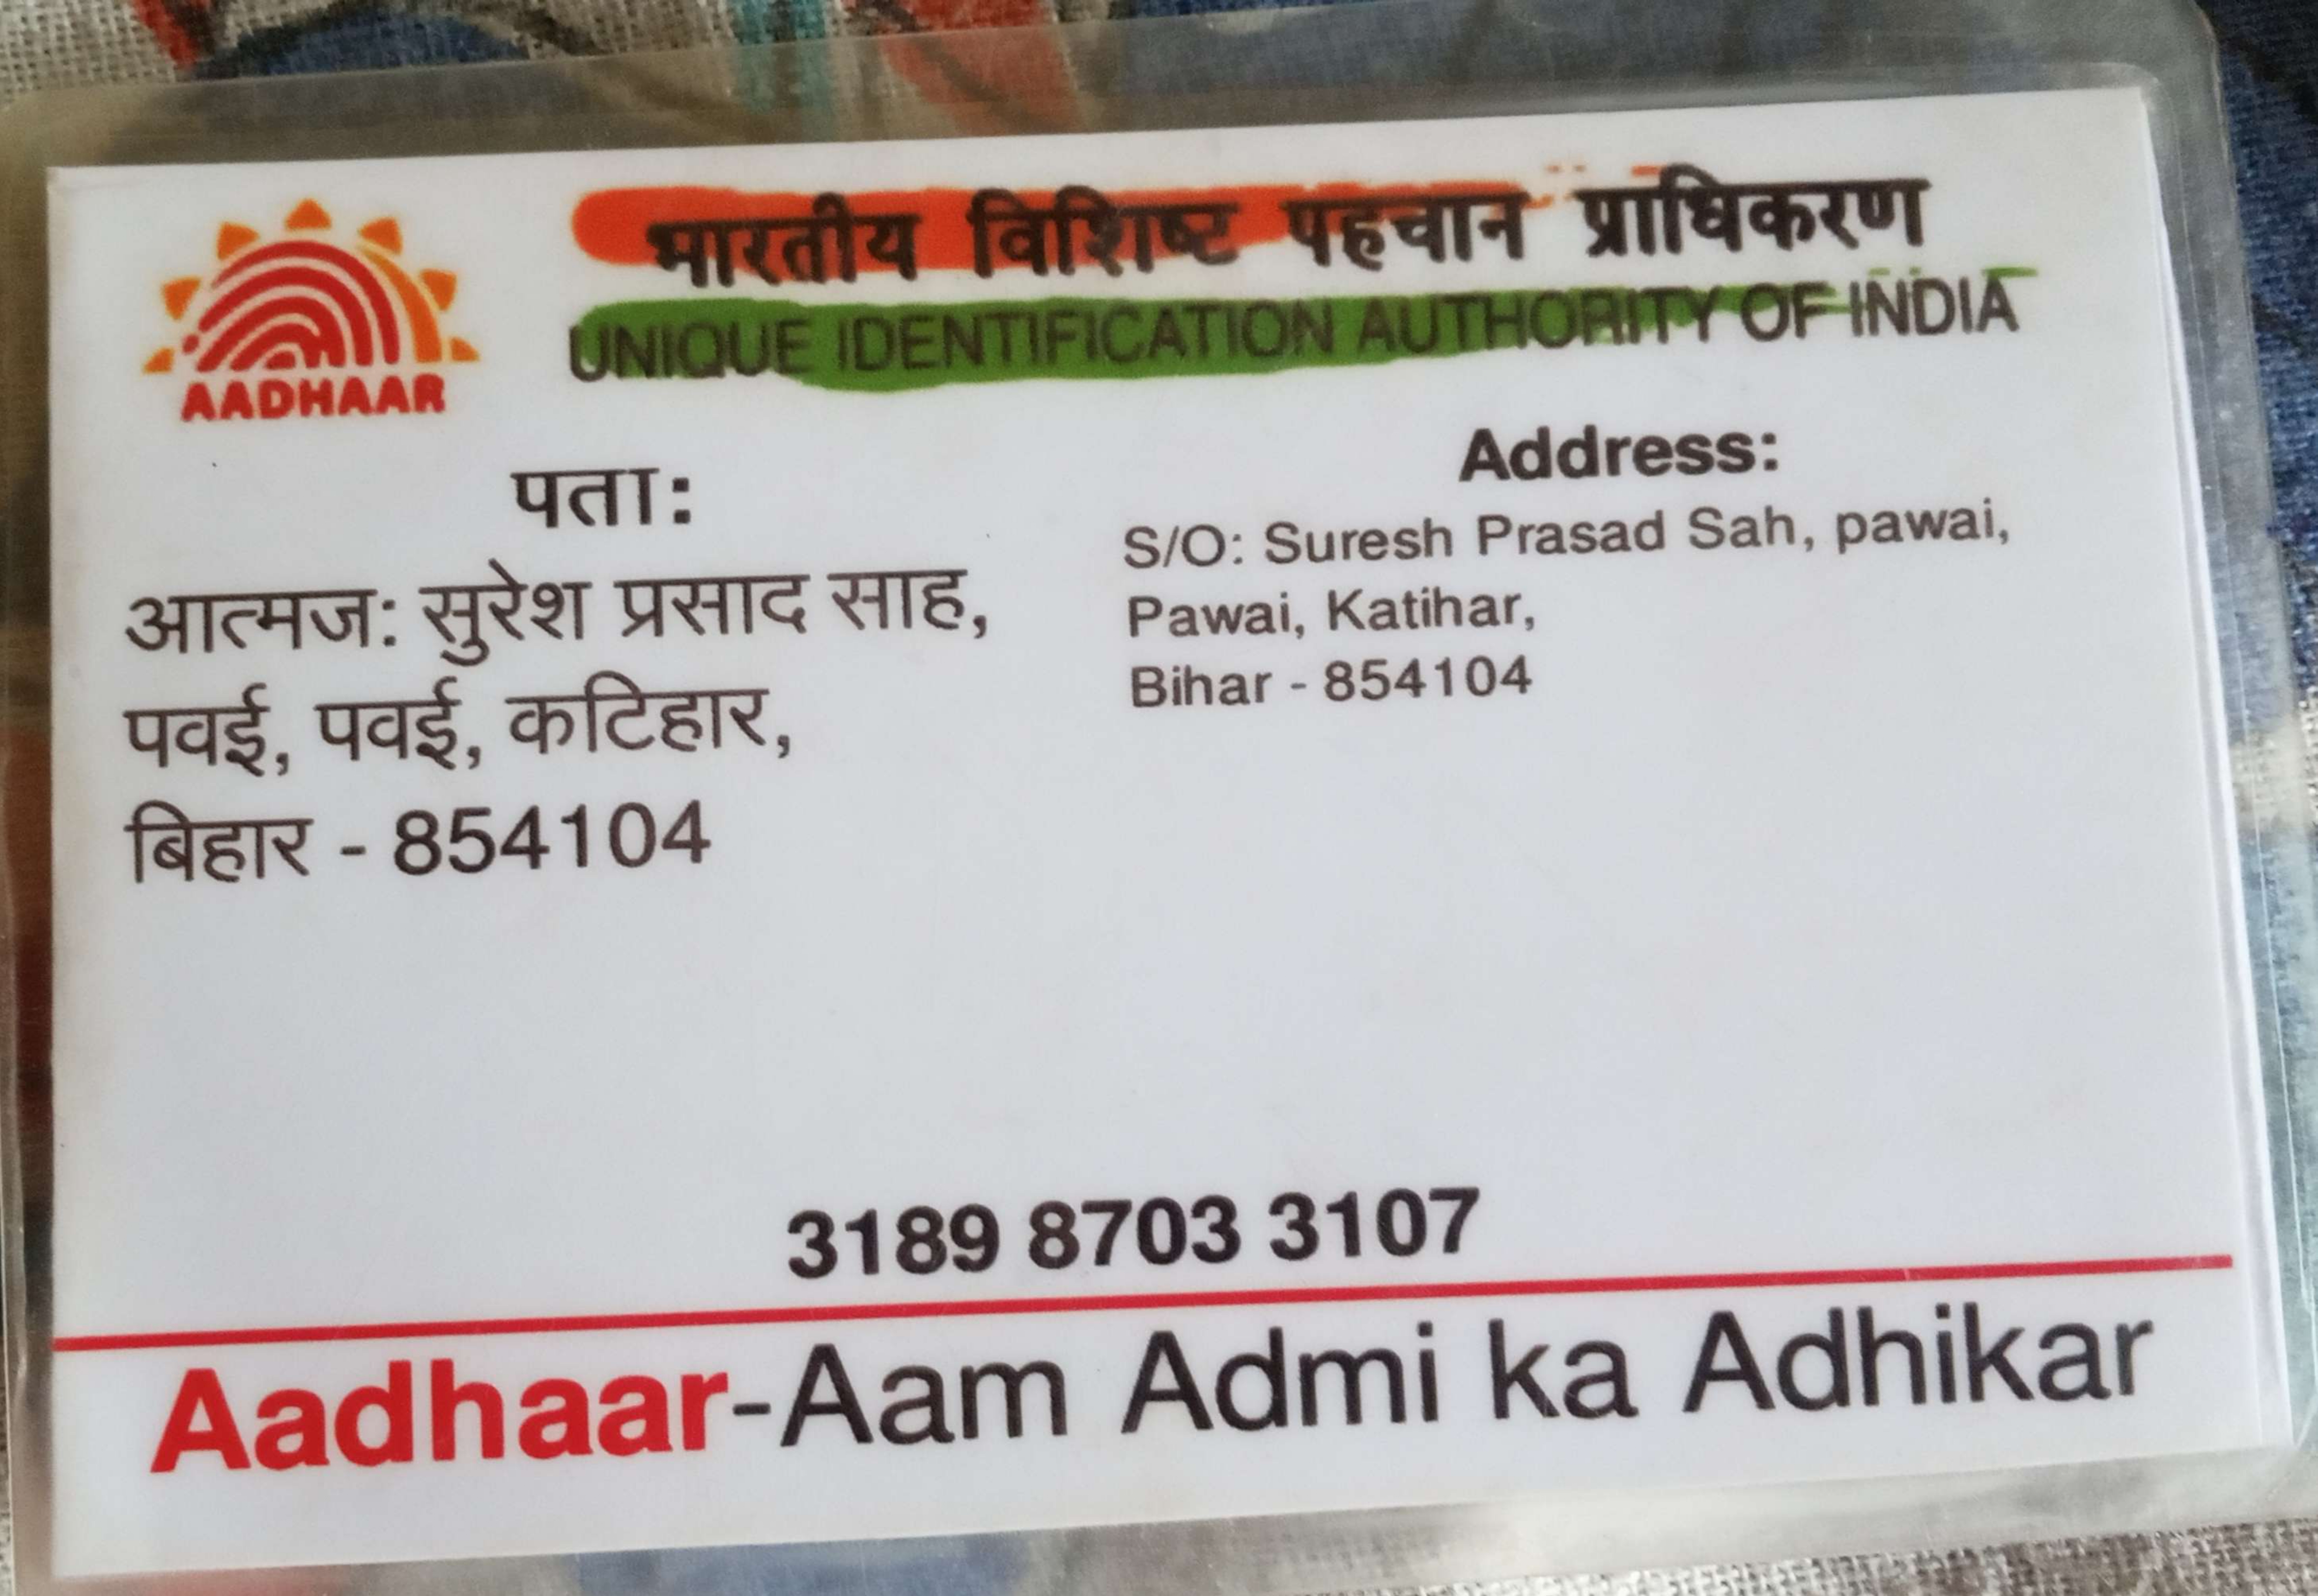 भारतीय विशिष्ट पहचान प्राधिकरण
UNIQUE IDENTIFICATION AUTHORITY OF INDIA
AADHAAR
पता:
आत्मज: सुरेश प्रसाद साह,
पवई, पवई, कटिहार,
बिहार - 854104
Address:
S/O: Suresh Prasad Sah, pawai,
Pawai, Katihar,
Bihar - 854104
3189 8703 3107
Aadhaar-Aam Admi ka Adhikar